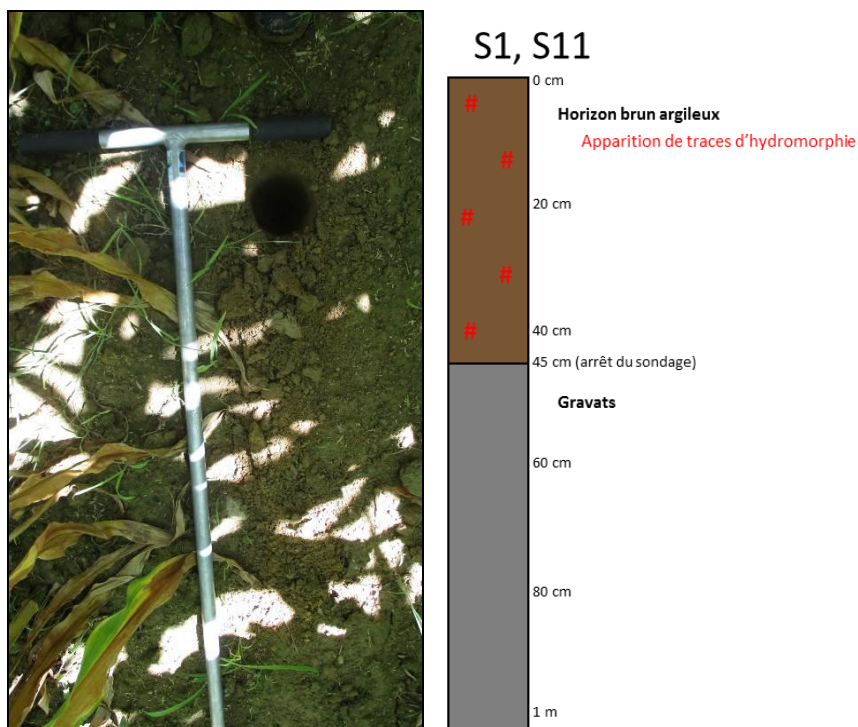 S1, S11
0 cm
Horizon brun argileux
Apparition de traces d'hydromorphie
#
#
20 cm
#
#
#
40 cm
45 cm (arrêt du sondage)
Gravats
60 cm
80 cm
1 m